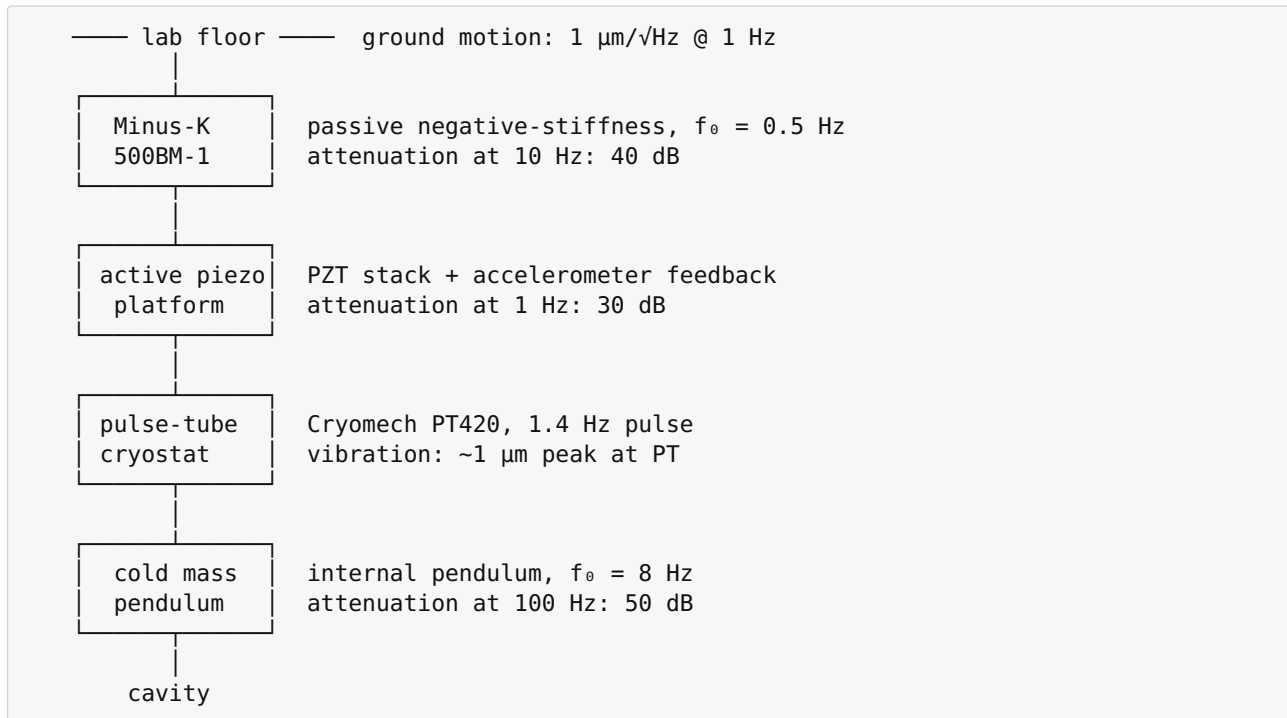 lab floor ground motion: 1 μm/√Hz @ 1 Hz
Minus-K passive negative-stiffness, f₀ = 0.5 Hz
500BM-1 attenuation at 10 Hz: 40 dB
active piezo PZT stack + accelerometer feedback
platform attenuation at 1 Hz: 30 dB
pulse-tube Cryomech PT420, 1.4 Hz pulse
cryostat vibration: ~1 μm peak at PT
cold mass internal pendulum, f₀ = 8 Hz
pendulum attenuation at 100 Hz: 50 dB
cavity